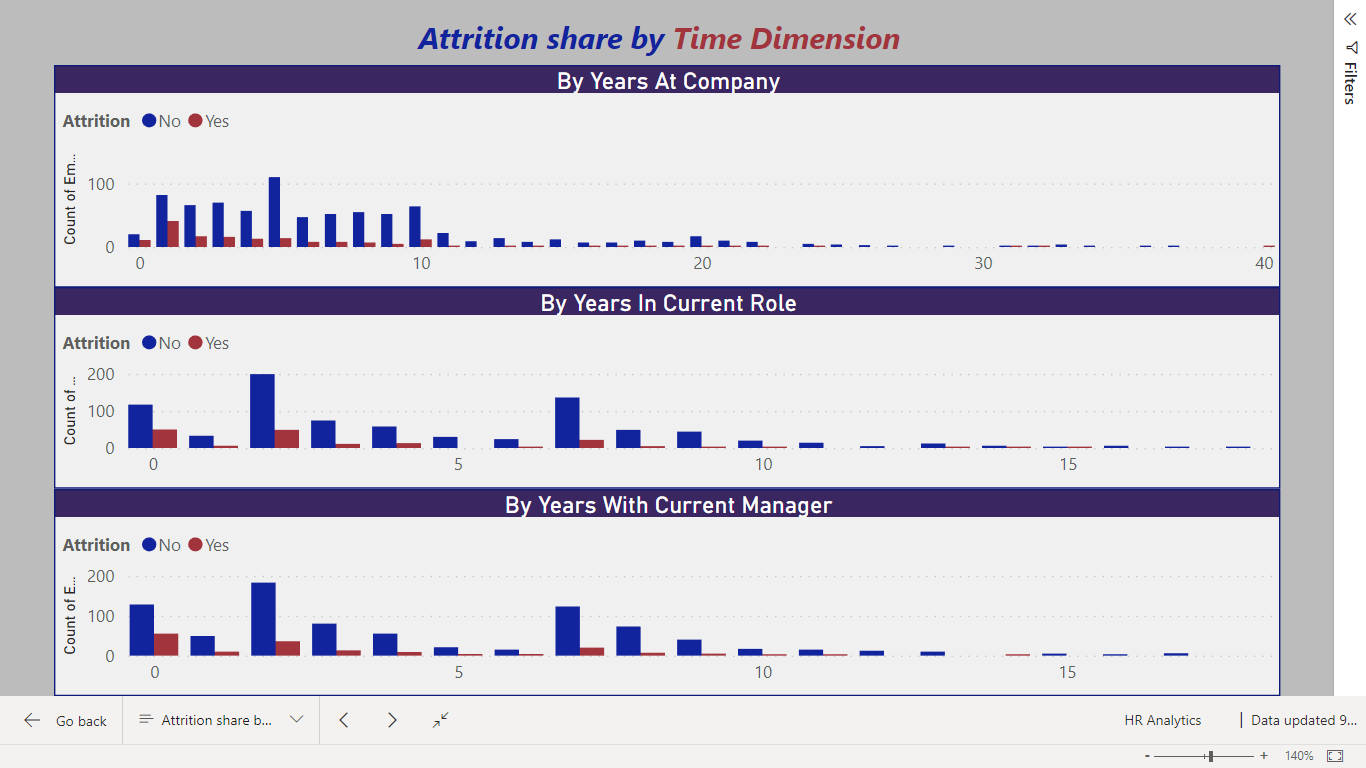 Attrition share by Time Dimension
Filters
By Years At Company
Attrition No Yes
Count of Em...
100
0
0 10 20 30 40
By Years In Current Role
Attrition No Yes
Count of ...
200
100
0
0 5 10 15
By Years With Current Manager
Attrition No Yes
Count of E...
200
100
0
0 5 10 15
Go back
Attrition share b...
HR Analytics
| Data updated 9...
- + 140%